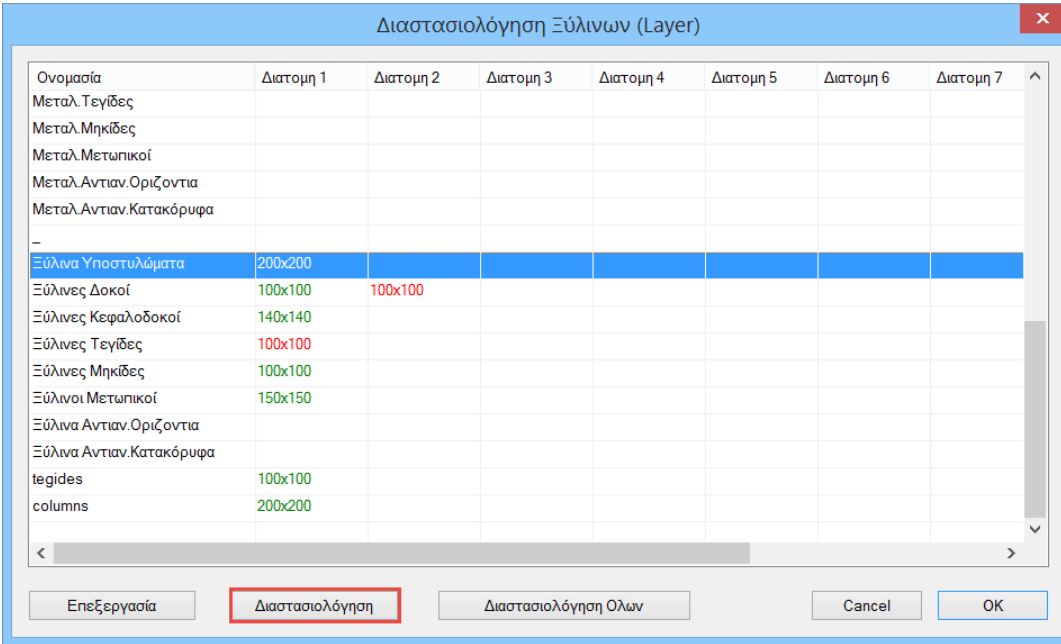 Διαστασιολόγηση Ξύλινων (Layer)
Ονομασία Διατομη 1 Διατομη 2 Διατομη 3 Διατομη 4 Διατομη 5 Διατομη 6 Διατομη 7
Μεταλ.Τεγίδες
Μεταλ.Μηκίδες
Μεταλ.Μετωπικοί
Μεταλ.Αντιαν.Οριζοντια
Μεταλ.Αντιαν.Κατακόρυφα
_
Ξύλινα Υποστυλώματα 200x200
Ξύλινες Δοκοί 100x100 100x100
Ξύλινες Κεφαλοδοκοί 140x140
Ξύλινες Τεγίδες 100x100
Ξύλινες Μηκίδες 100x100
Ξύλινοι Μετωπικοί 150x150
Ξύλινα Αντιαν.Οριζοντια
Ξύλινα Αντιαν.Κατακόρυφα
tegides 100x100
columns 200x200
Επεξεργασία Διαστασιολόγηση Διαστασιολόγηση Ολων Cancel OK